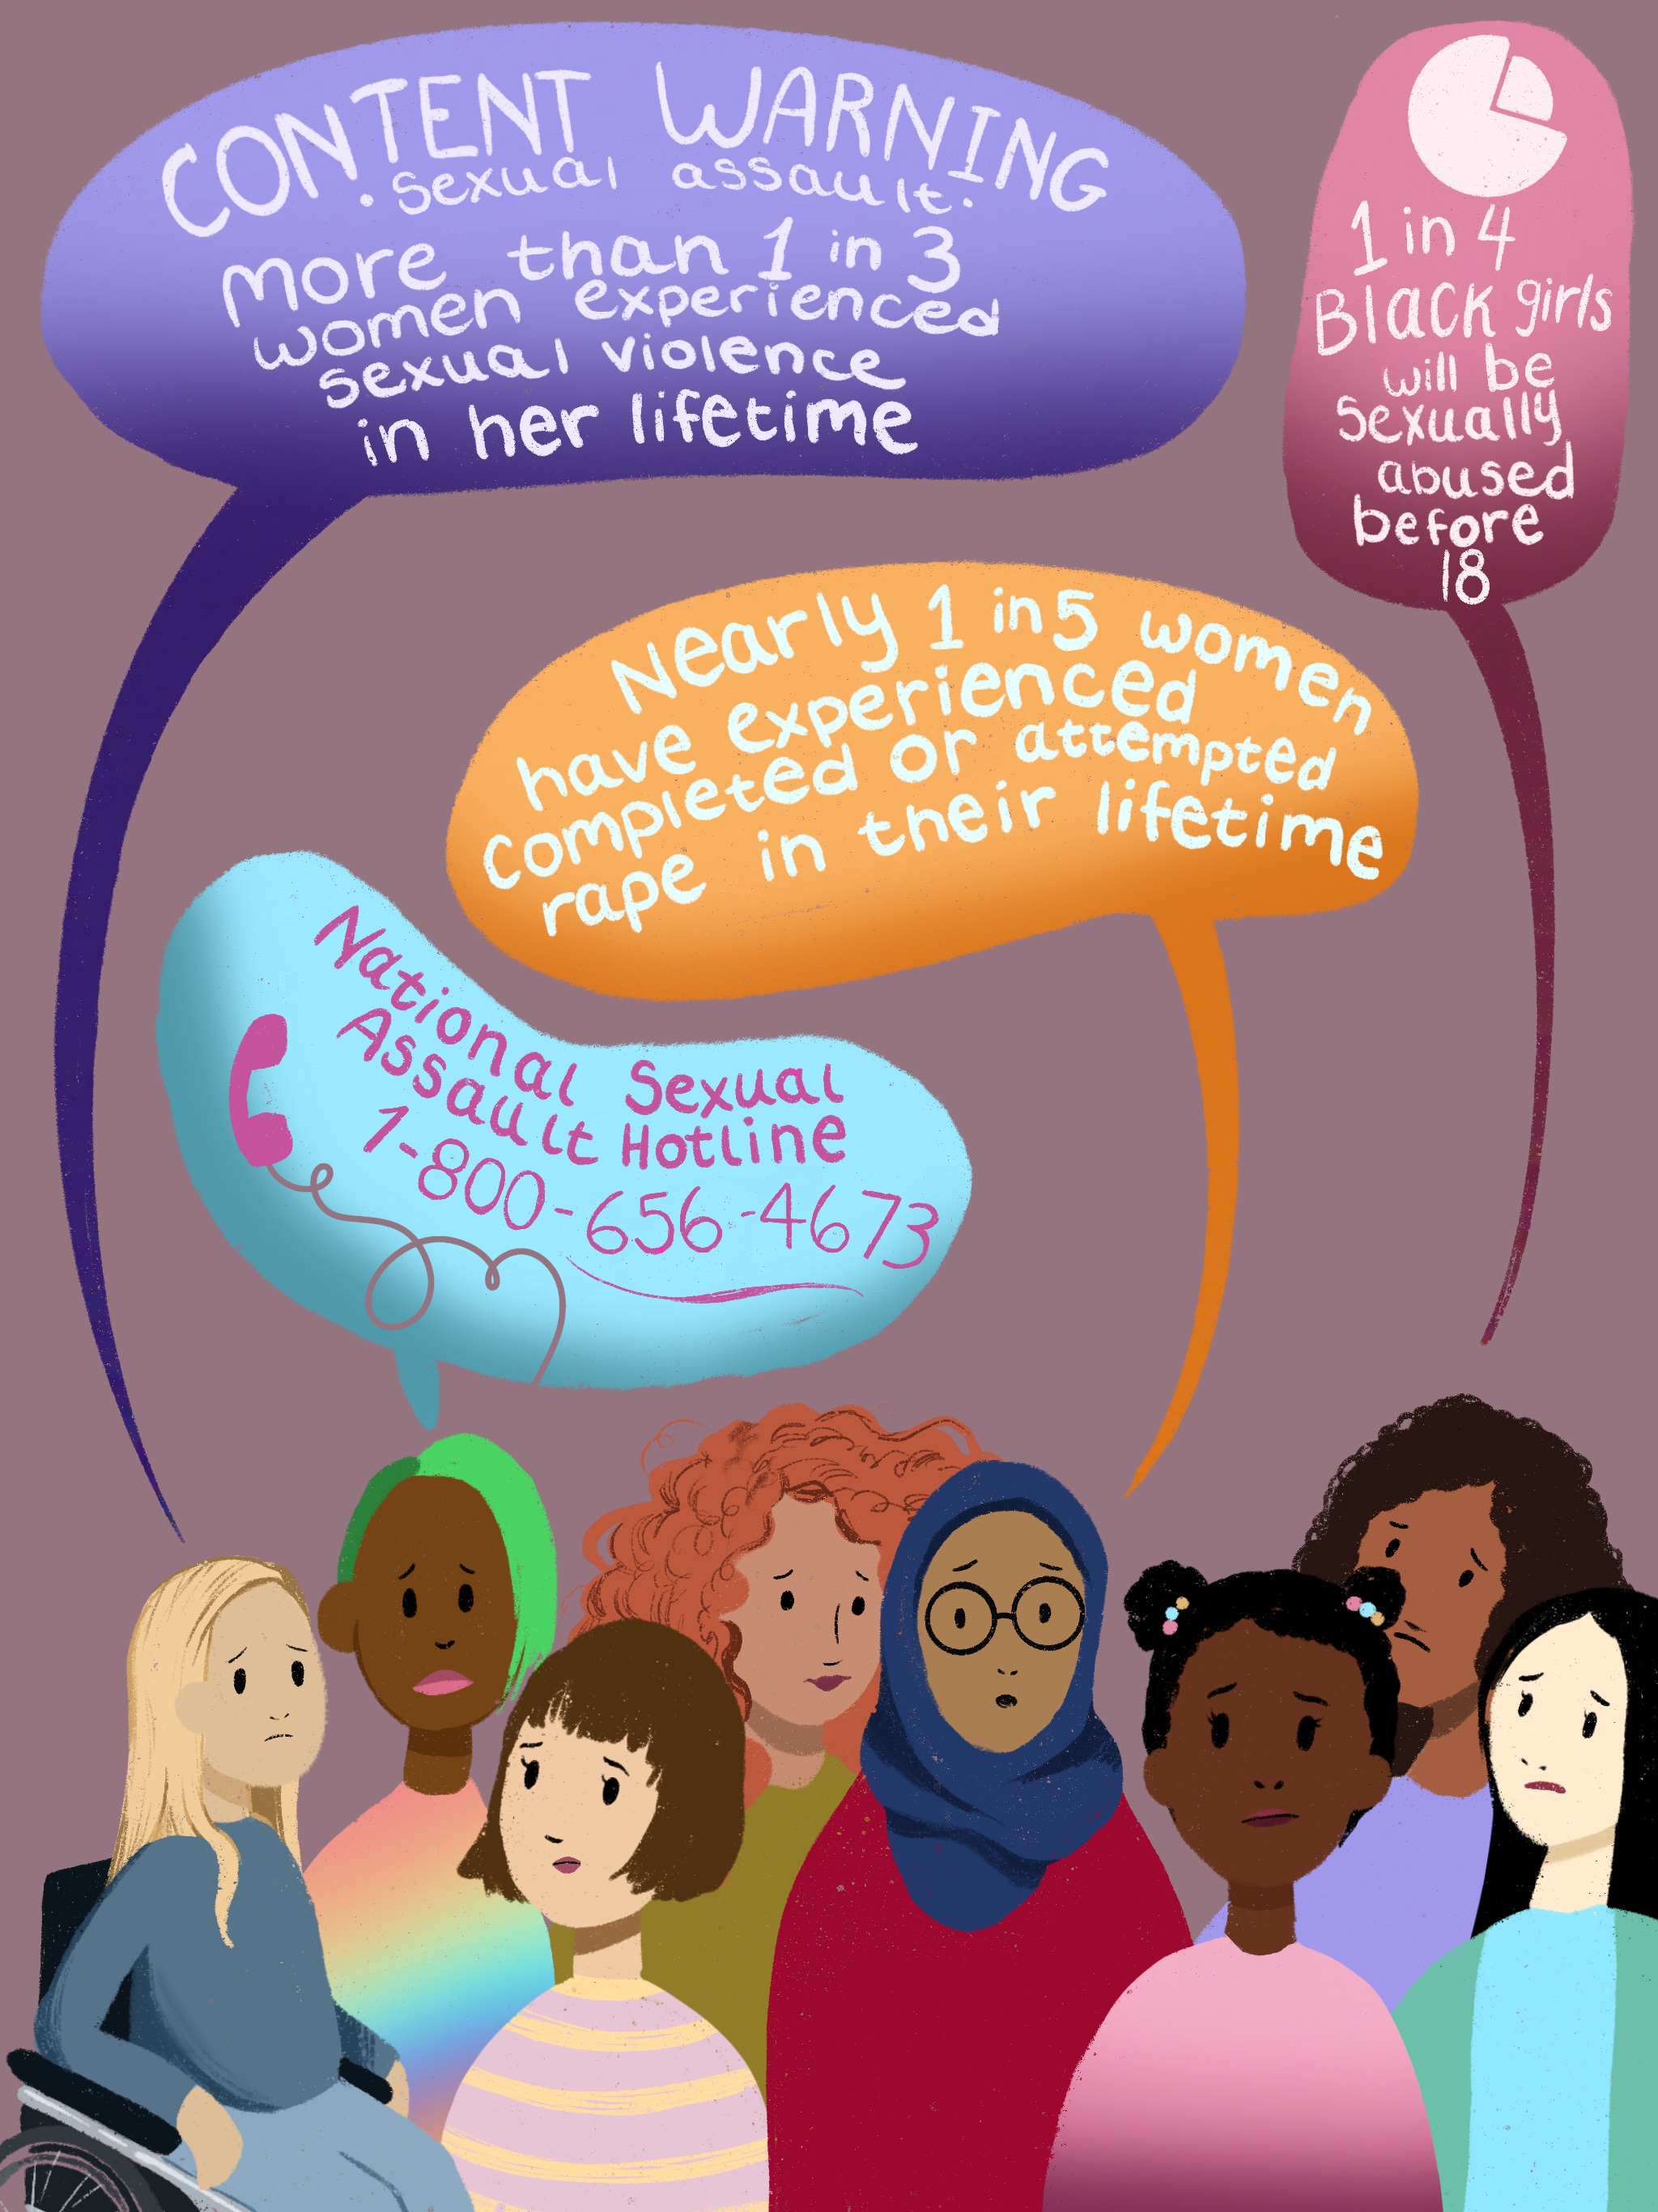 CONTENT WARNING
. sexual assault.
more than 1 in 3
women experienced
sexual violence
in her lifetime
1 in 4
Black girls
will be
Sexually
abused
before
18
Nearly 1 in 5 women
have experienced
completed or attempted
rape in their lifetime
National Sexual
Assault Hotline
1-800-656-4673